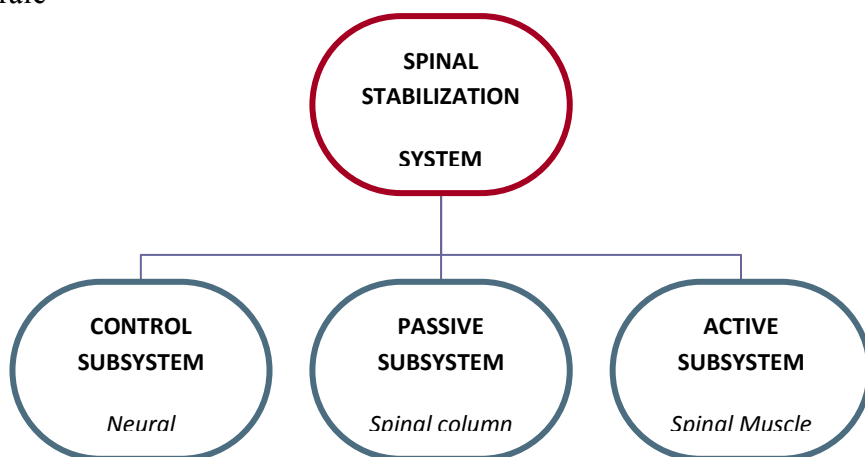 SPINAL
STABILIZATION
SYSTEM
CONTROL
SUBSYSTEM
Neural
PASSIVE
SUBSYSTEM
Spinal column
ACTIVE
SUBSYSTEM
Spinal Muscle